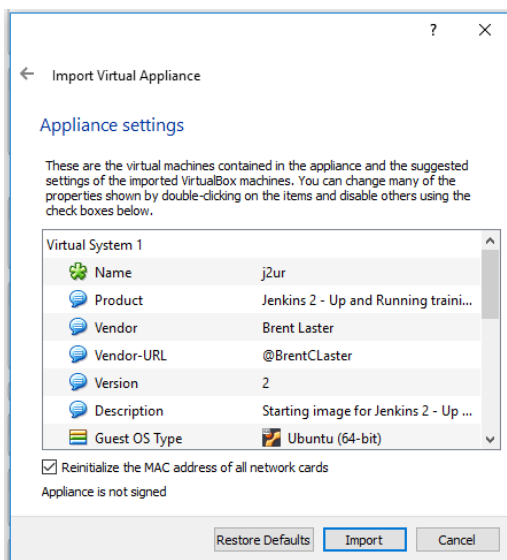 ?
Import Virtual Appliance
Appliance settings
These are the virtual machines contained in the appliance and the suggested
settings of the imported VirtualBox machines. You can change many of the
properties shown by double-clicking on the items and disable others using the
check boxes below.
Virtual System 1
Name j2ur
Product Jenkins 2 - Up and Running traini...
Vendor Brent Laster
Vendor-URL @BrentCLaster
Version 2
Description Starting image for Jenkins 2 - Up ...
Guest OS Type Ubuntu (64-bit)
Reinitialize the MAC address of all network cards
Appliance is not signed
Restore Defaults Import Cancel